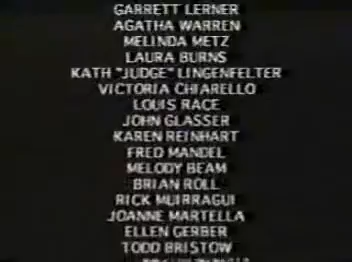 GARRETT LERNER
AGATHA WARREN
MELINDA METZ
LAURA BURNS
KATH "JUDGE" LINGENFELTER
VICTORIA CHIARELLO
LOUIS RACE
JOHN GLASSER
KAREN REINHART
FRED MANDEL
MELODY BEAM
BRIAN ROLL
RICK MUIRRAGUI
JOANNE MARTELLA
ELLEN GERBER
TODD BRISTOW